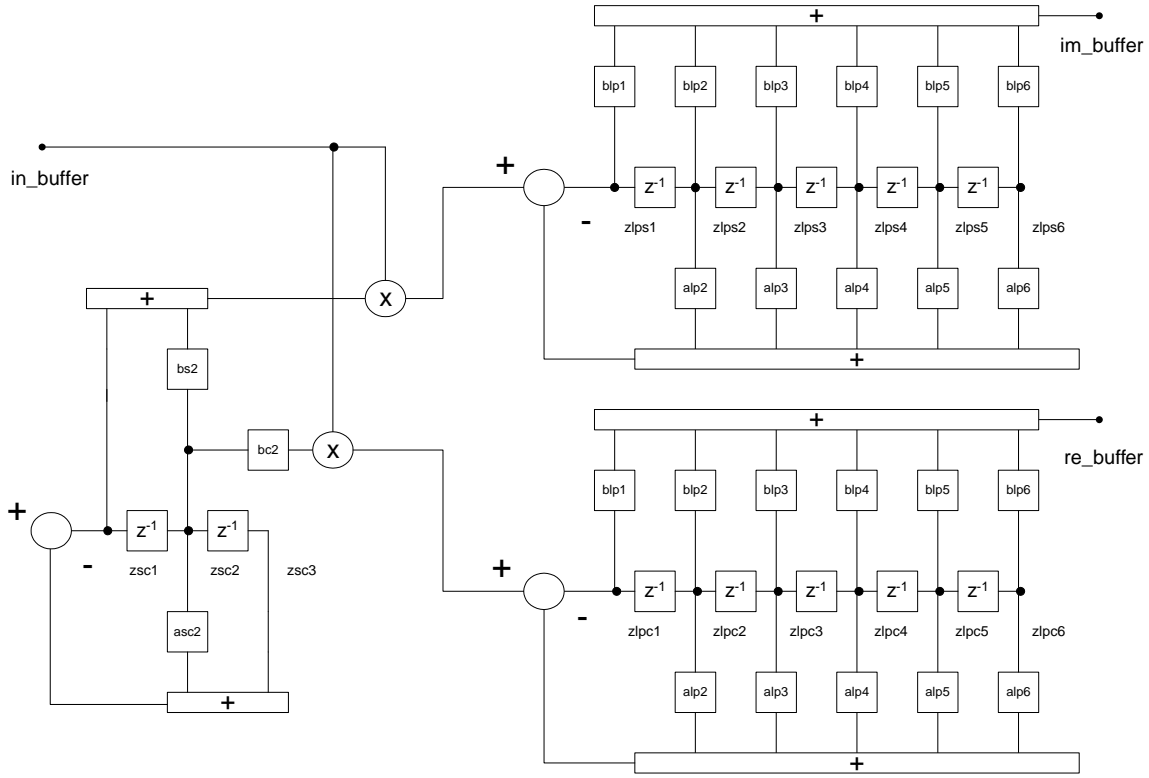 +
im_buffer
blp1 blp2 blp3 blp4 blp5 blp6
in_buffer
+
z-1 z-1 z-1 z-1 z-1
-
zlps1 zlps2 zlps3 zlps4 zlps5 zlps6
+ x
alp2 alp3 alp4 alp5 alp6
bs2
+
+
re_buffer
bc2 x
blp1 blp2 blp3 blp4 blp5 blp6
+
z-1 z-1
-
zsc1 zsc2 zsc3
+
z-1 z-1 z-1 z-1 z-1
-
zlpc1 zlpc2 zlpc3 zlpc4 zlpc5 zlpc6
asc2
alp2 alp3 alp4 alp5 alp6
+
+